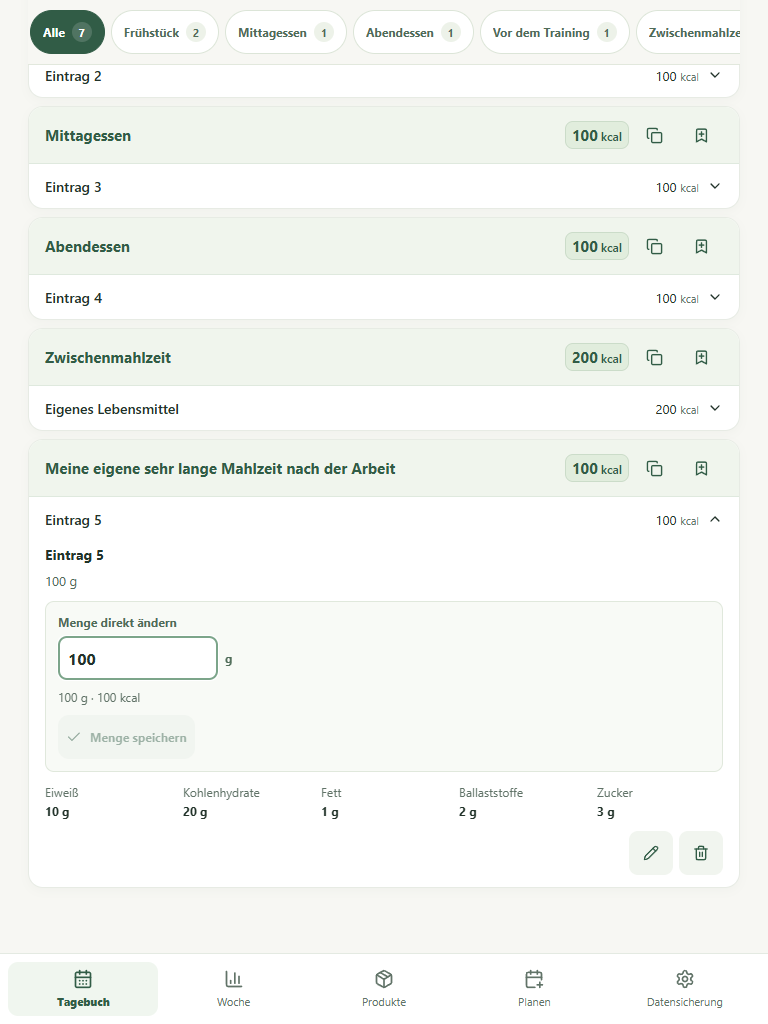 Alle 7 Frühstück 2 Mittagessen 1 Abendessen 1 Vor dem Training 1 Zwischenmahlze
Eintrag 2 100 kcal
Mittagessen 100 kcal
Eintrag 3 100 kcal
Abendessen 100 kcal
Eintrag 4 100 kcal
Zwischenmahlzeit 200 kcal
Eigenes Lebensmittel 200 kcal
Meine eigene sehr lange Mahlzeit nach der Arbeit 100 kcal
Eintrag 5 100 kcal
Eintrag 5
100 g
Menge direkt ändern
100 g
100 g · 100 kcal
Menge speichern
Eiweiß Kohlenhydrate Fett Ballaststoffe Zucker
10 g 20 g 1 g 2 g 3 g
Tagebuch Woche Produkte Planen Datensicherung